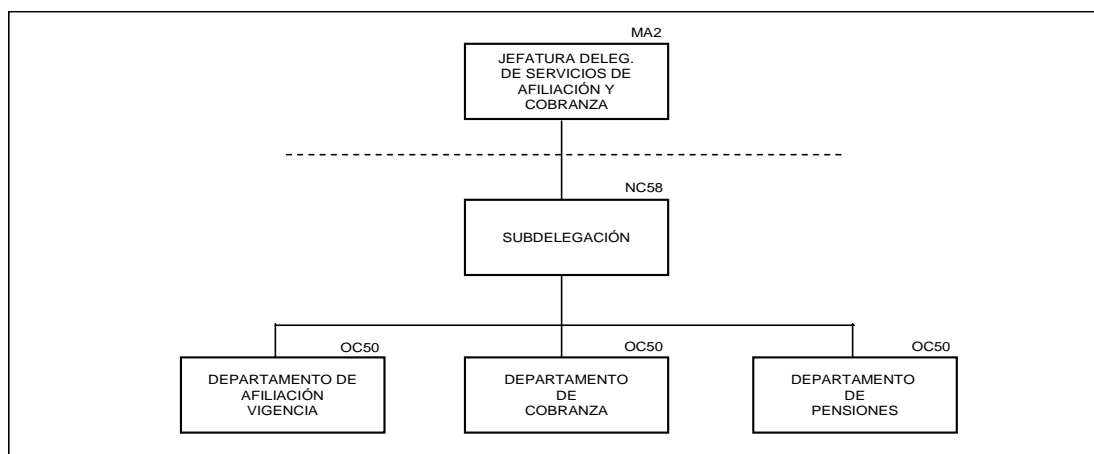 MA2
JEFATURA DELEG.
DE SERVICIOS DE
AFILIACIÓN Y
COBRANZA
NC58
SUBDELEGACIÓN
OC50
DEPARTAMENTO DE
AFILIACIÓN
VIGENCIA
OC50
DEPARTAMENTO
DE
COBRANZA
OC50
DEPARTAMENTO
DE
PENSIONES